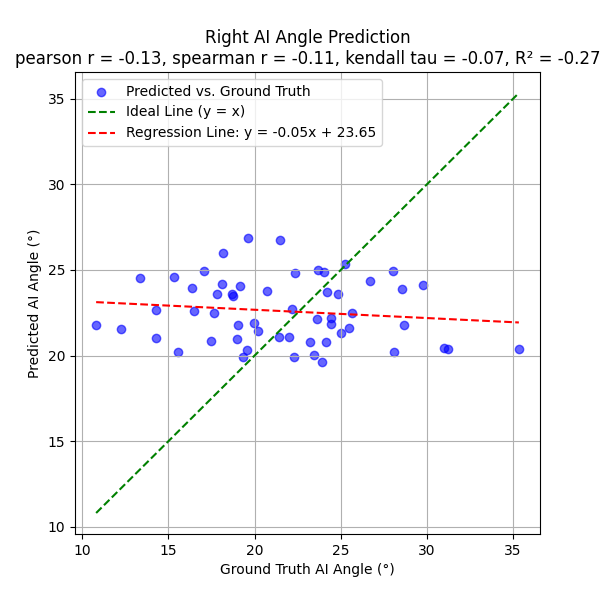 Right AI Angle Prediction
pearson r = -0.13, spearman r = -0.11, kendall tau = -0.07, R² = -0.27
Predicted vs. Ground Truth
Ideal Line (y = x)
Regression Line: y = -0.05x + 23.65
35
30
25
20
15
10
Predicted AI Angle (°)
10 15 20 25 30 35
Ground Truth AI Angle (°)